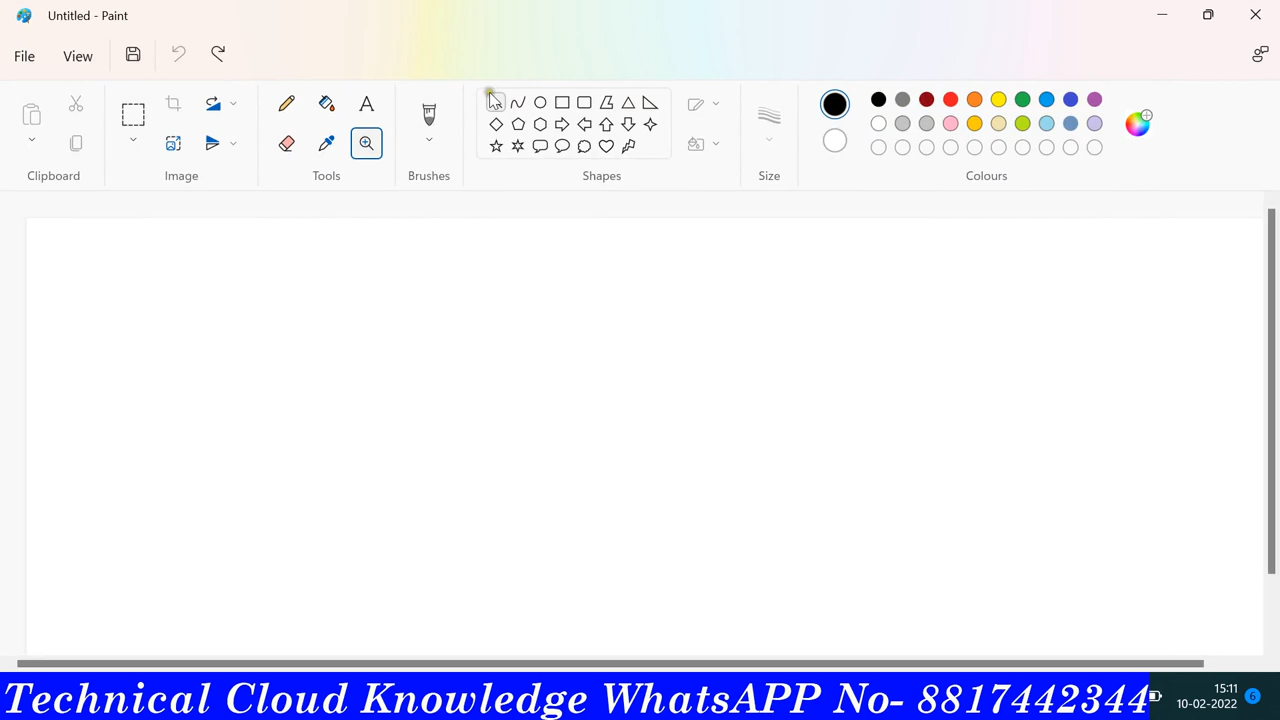 Untitled - Paint
File View
Clipboard Image Tools Brushes Shapes Size Colours
Technical Cloud Knowledge WhatsAPP No- 8817442344
15:11
10-02-2022
6